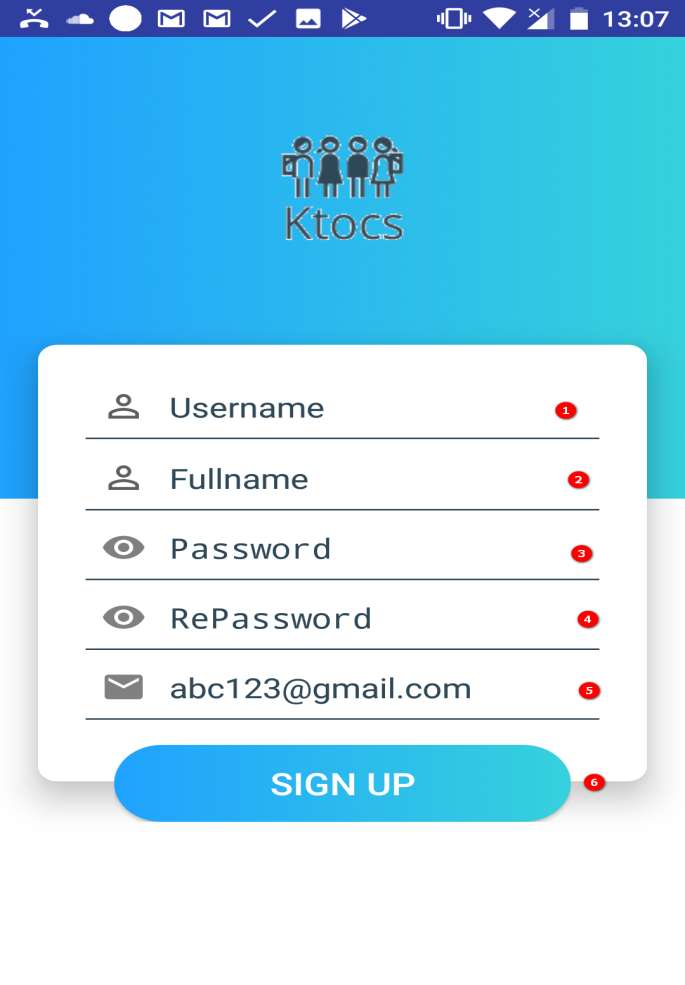 13:07
Ktocs
Username 1
Fullname 2
Password 3
RePassword 4
abc123@gmail.com 5
SIGN UP 6